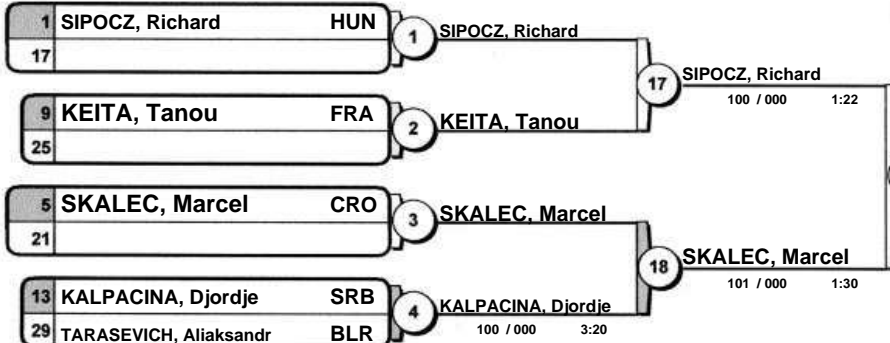 1 SIPOCZ, Richard HUN
17
1 SIPOCZ, Richard
17 SIPOCZ, Richard
100 / 000 1:22
9 KEITA, Tanou FRA
25
2 KEITA, Tanou
5 SKALEC, Marcel CRO
21
3 SKALEC, Marcel
18 SKALEC, Marcel
101 / 000 1:30
13 KALPACINA, Djordje SRB
29 TARASEVICH, Aliaksandr BLR
4 KALPACINA, Djordje
100 / 000 3:20